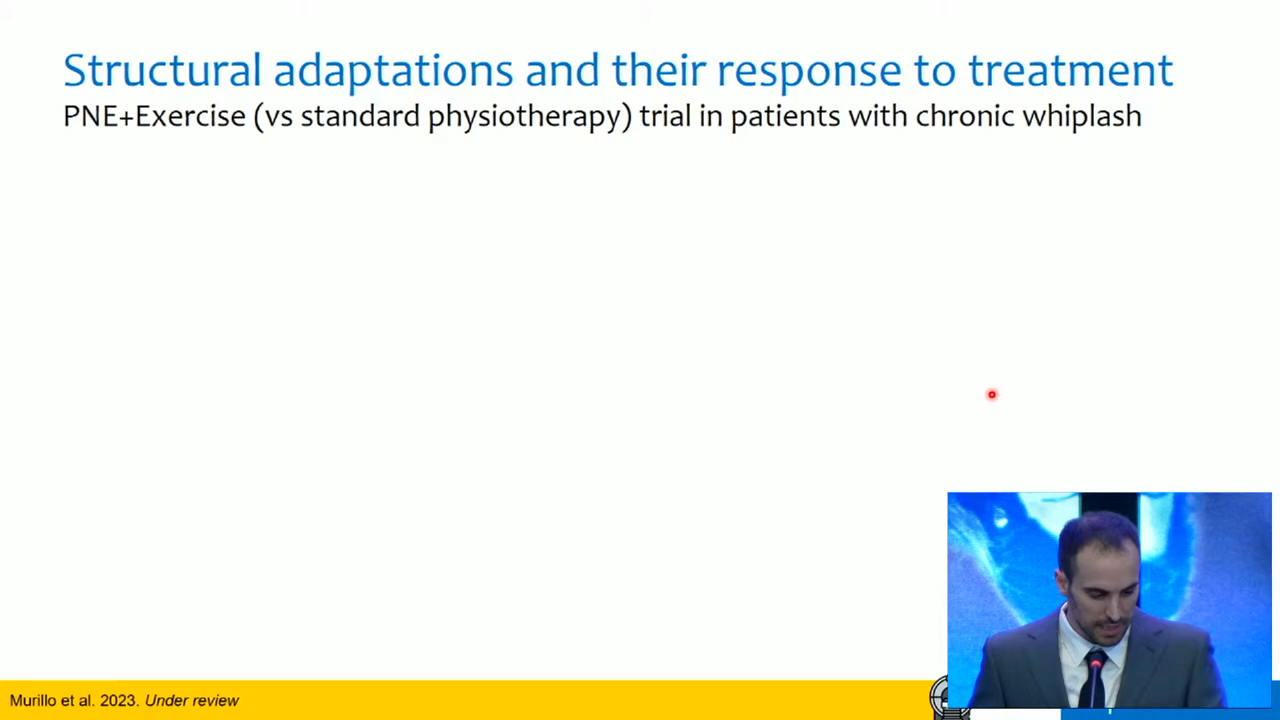 Structural adaptations and their response to treatment
PNE+Exercise (vs standard physiotherapy) trial in patients with chronic whiplash
Murillo et al. 2023. Under review